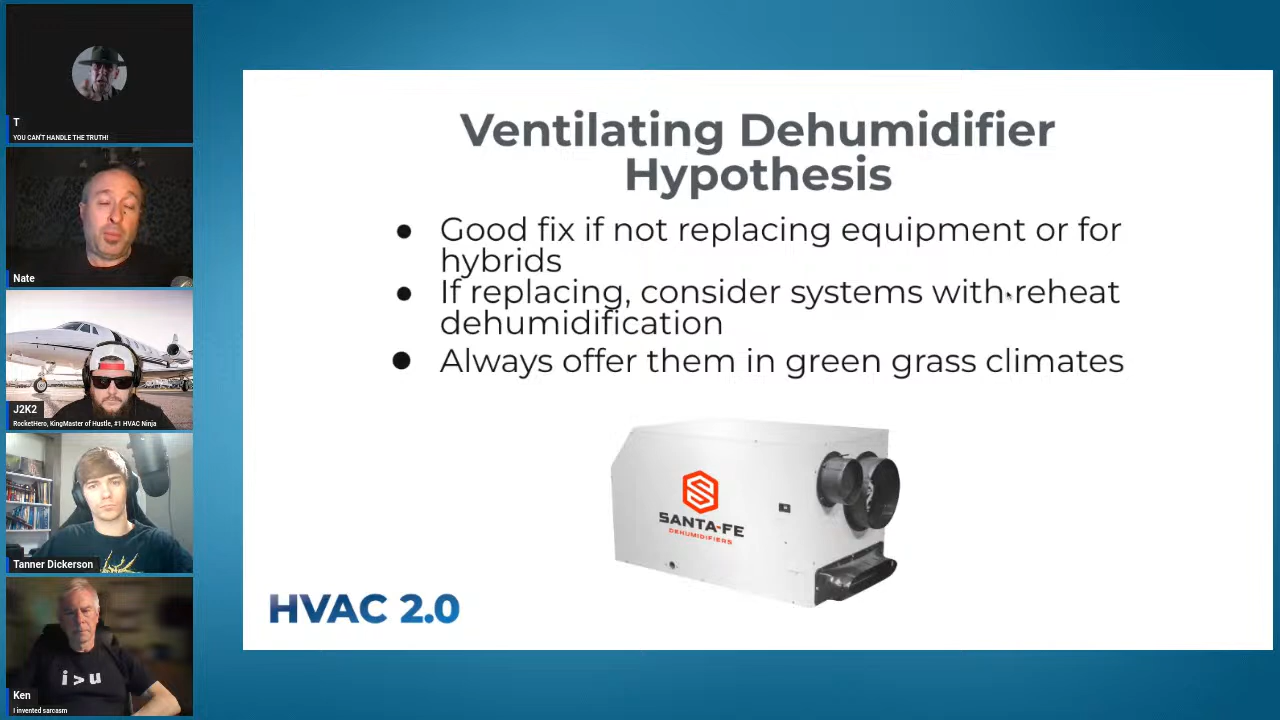 T
YOU CAN'T HANDLE THE TRUTH!
Nate
J2K2
RocketHero, KingMaster of Hustle, #1 HVAC Ninja
Tanner Dickerson
Ken
I invented sarcasm
i>u
Ventilating Dehumidifier
Hypothesis
● Good fix if not replacing equipment or for
hybrids
● If replacing, consider systems with reheat
dehumidification
● Always offer them in green grass climates
SANTA-FE
DEHUMIDIFIERS
HVAC 2.0